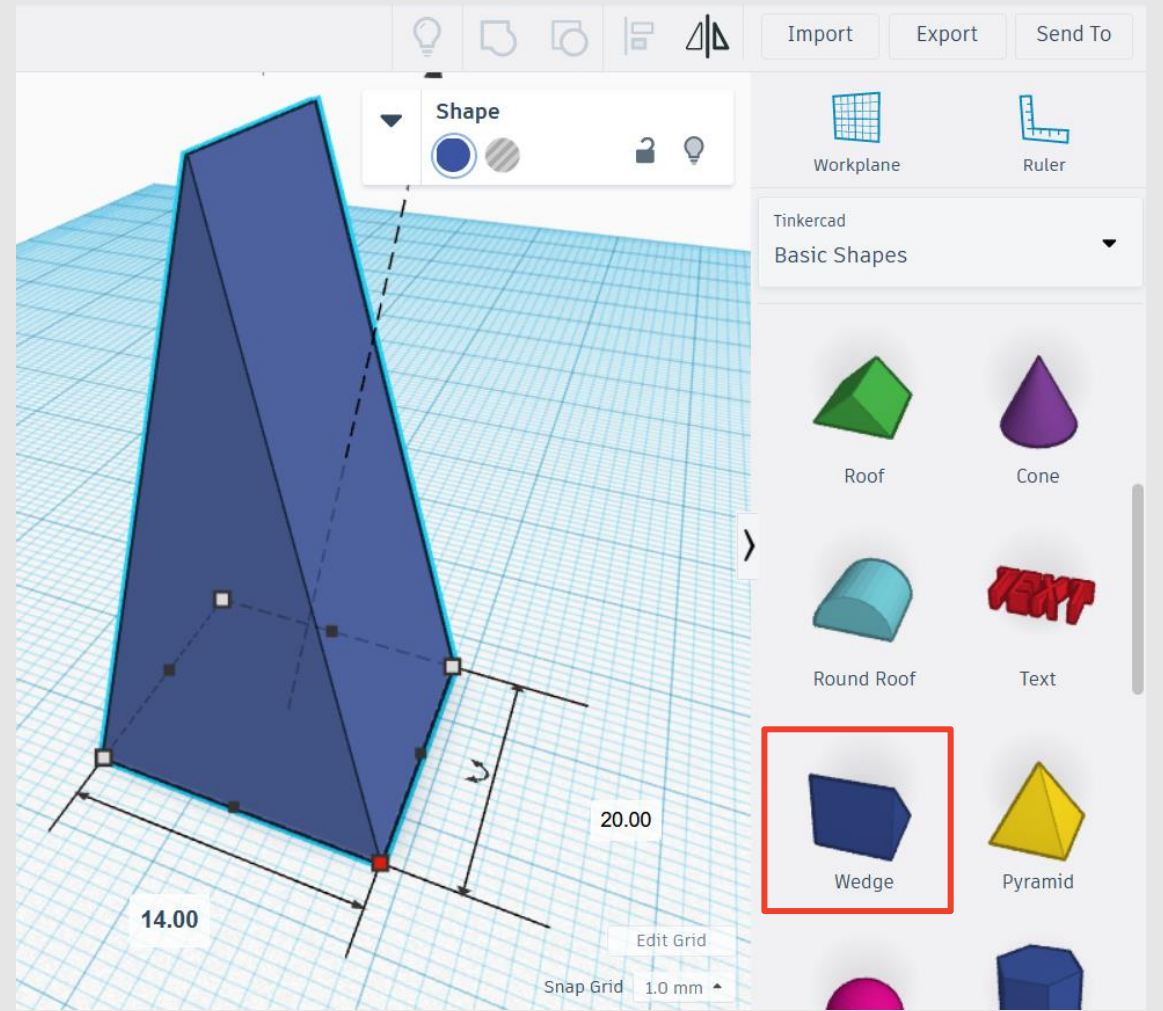 Import
Export
Send To
Shape
Workplane
Ruler
Tinkercad
Basic Shapes
Roof
Cone
TEXT
Round Roof
Text
20.00
Wedge
Pyramid
14.00
Edit Grid
Snap Grid 1.0 mm